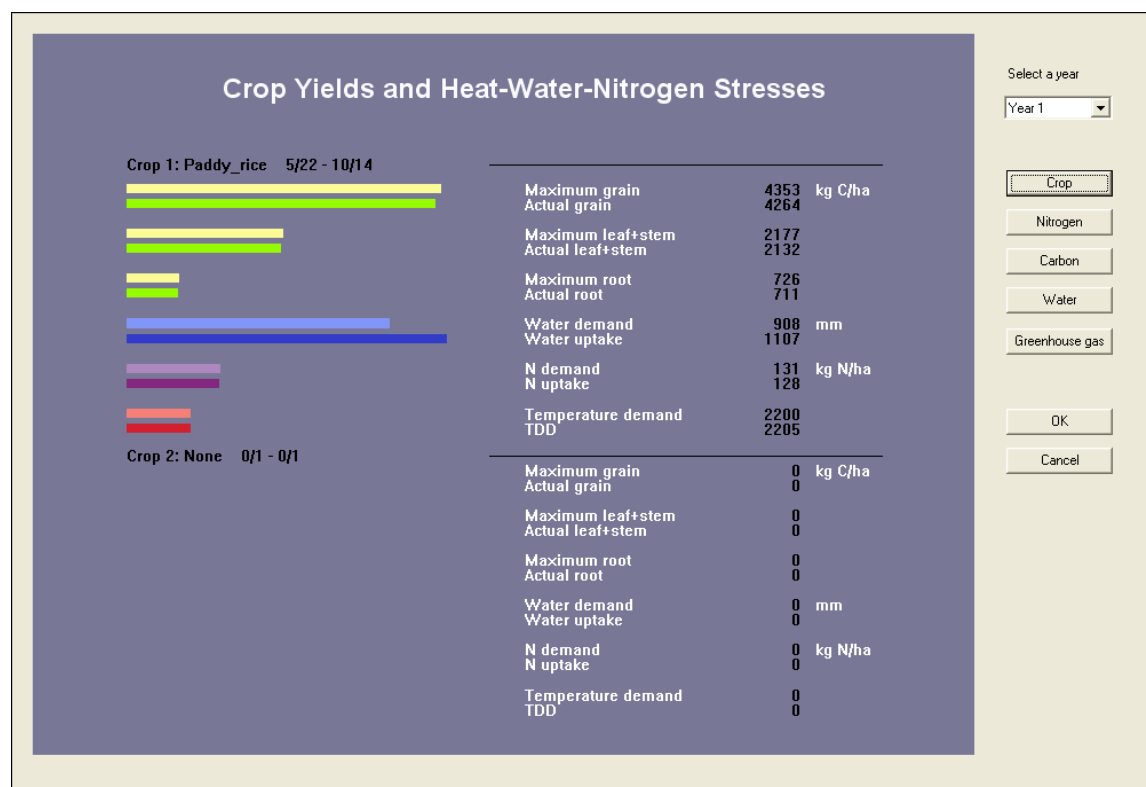 Crop Yields and Heat-Water-Nitrogen Stresses
Select a year
Year 1
Crop 1: Paddy_rice 5/22 - 10/14
Maximum grain 4353 kg C/ha
Actual grain 4264
Maximum leaf+stem 2177
Actual leaf+stem 2132
Maximum root 726
Actual root 711
Water demand 908 mm
Water uptake 1107
N demand 131 kg N/ha
N uptake 128
Temperature demand 2200
TDD 2205
Crop 2: None 0/1 - 0/1
Maximum grain 0 kg C/ha
Actual grain 0
Maximum leaf+stem 0
Actual leaf+stem 0
Maximum root 0
Actual root 0
Water demand 0 mm
Water uptake 0
N demand 0 kg N/ha
N uptake 0
Temperature demand 0
TDD 0
Crop
Nitrogen
Carbon
Water
Greenhouse gas
OK
Cancel